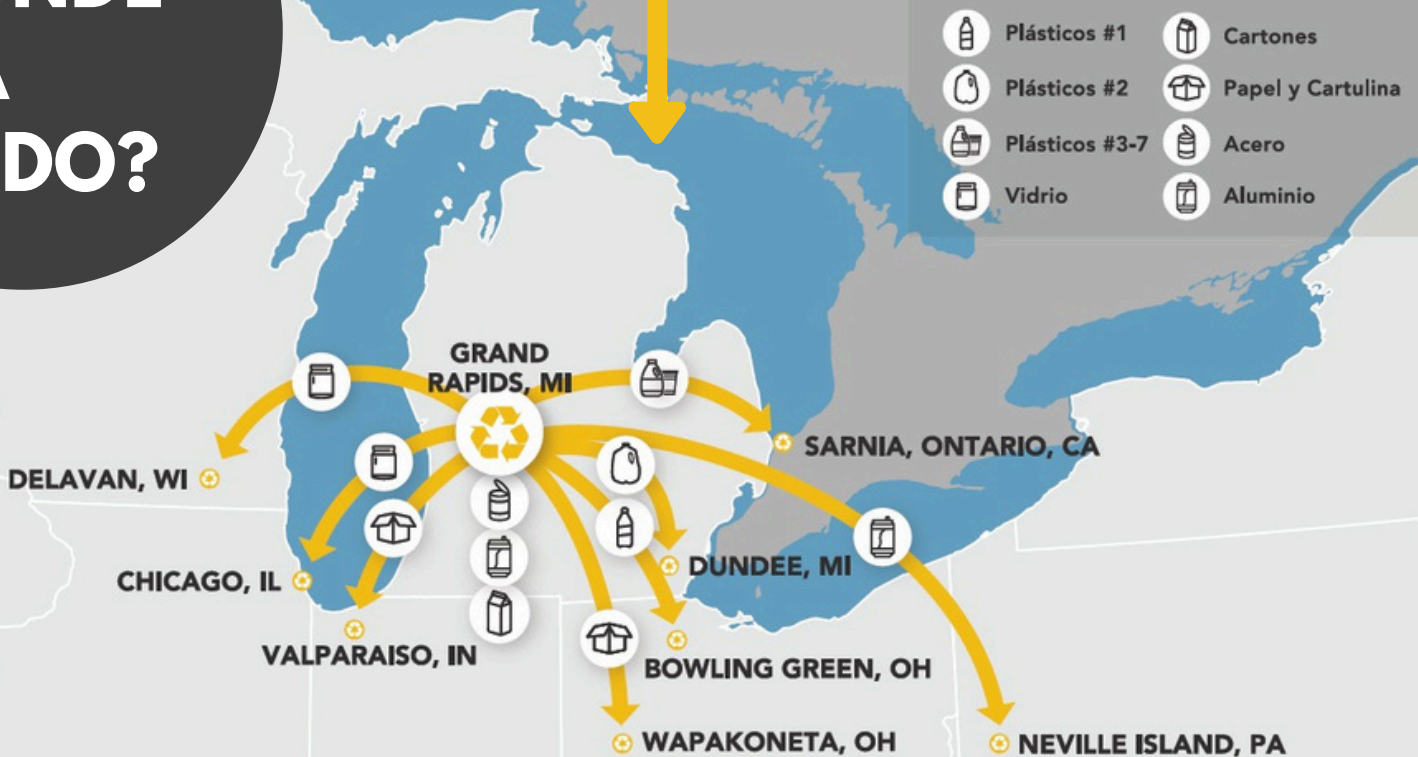 DO?
Plásticos #1
Cartones
Plásticos #2
Papel y Cartulina
Plásticos #3-7
Acero
Vidrio
Aluminio
GRAND
RAPIDS, MI
SARNIA, ONTARIO, CA
DELAVAN, WI
DUNDEE, MI
CHICAGO, IL
VALPARAISO, IN
BOWLING GREEN, OH
WAPAKONETA, OH
NEVILLE ISLAND, PA